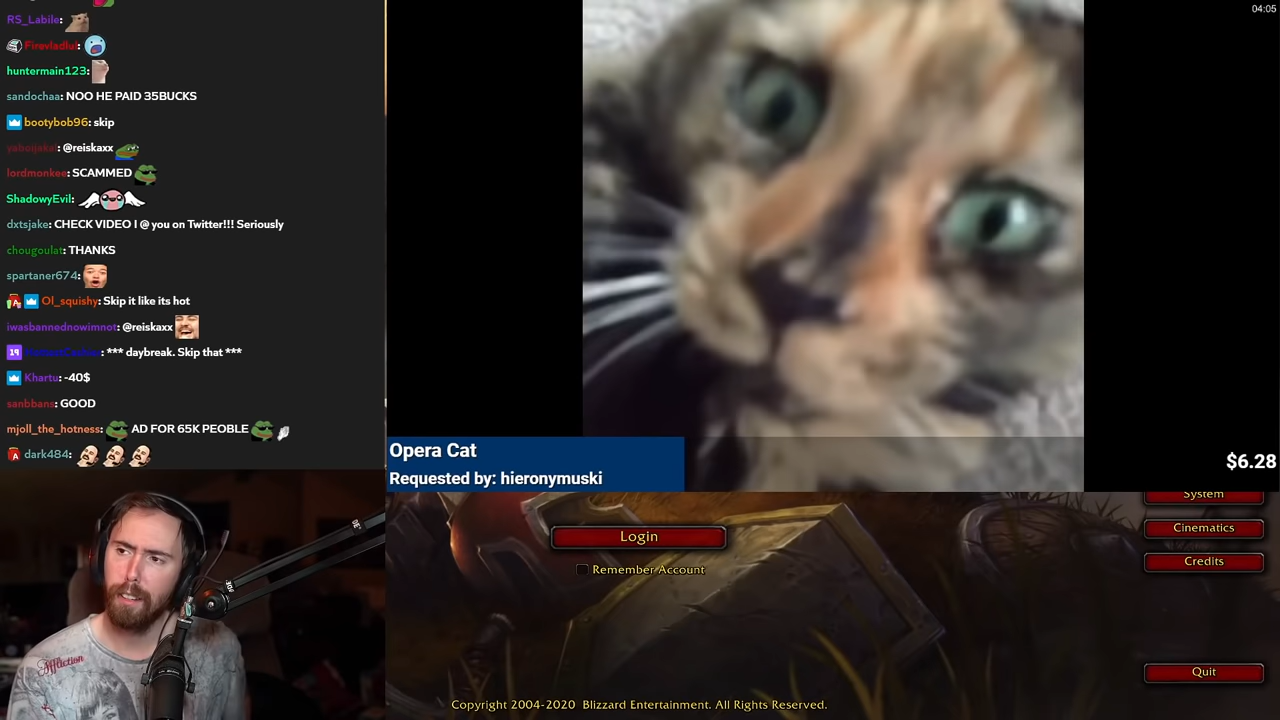 RS_Labile:
Firevladlul:
huntermain123:
sandochaa: NOO HE PAID 35BUCKS
bootybob96: skip
: @reiskaxx
lordmonkee: SCAMMED
ShadowyEvil:
dxtsjake: CHECK VIDEO I @ you on Twitter!!! Seriously
chougoulat: THANKS
spartaner674:
Ol_squishy: Skip it like its hot
iwasbannednowimnot: @reiskaxx
19 : *** daybreak. Skip that ***
Khartu: -40$
sanbbans: GOOD
mjoll_the_hotness: AD FOR 65K PEOBLE
dark484:
04:05
Opera Cat
Requested by: hieronymuski
$6.28
Login
Remember Account
System
Cinematics
Credits
Quit
Copyright 2004-2020 Blizzard Entertainment. All Rights Reserved.
Affliction